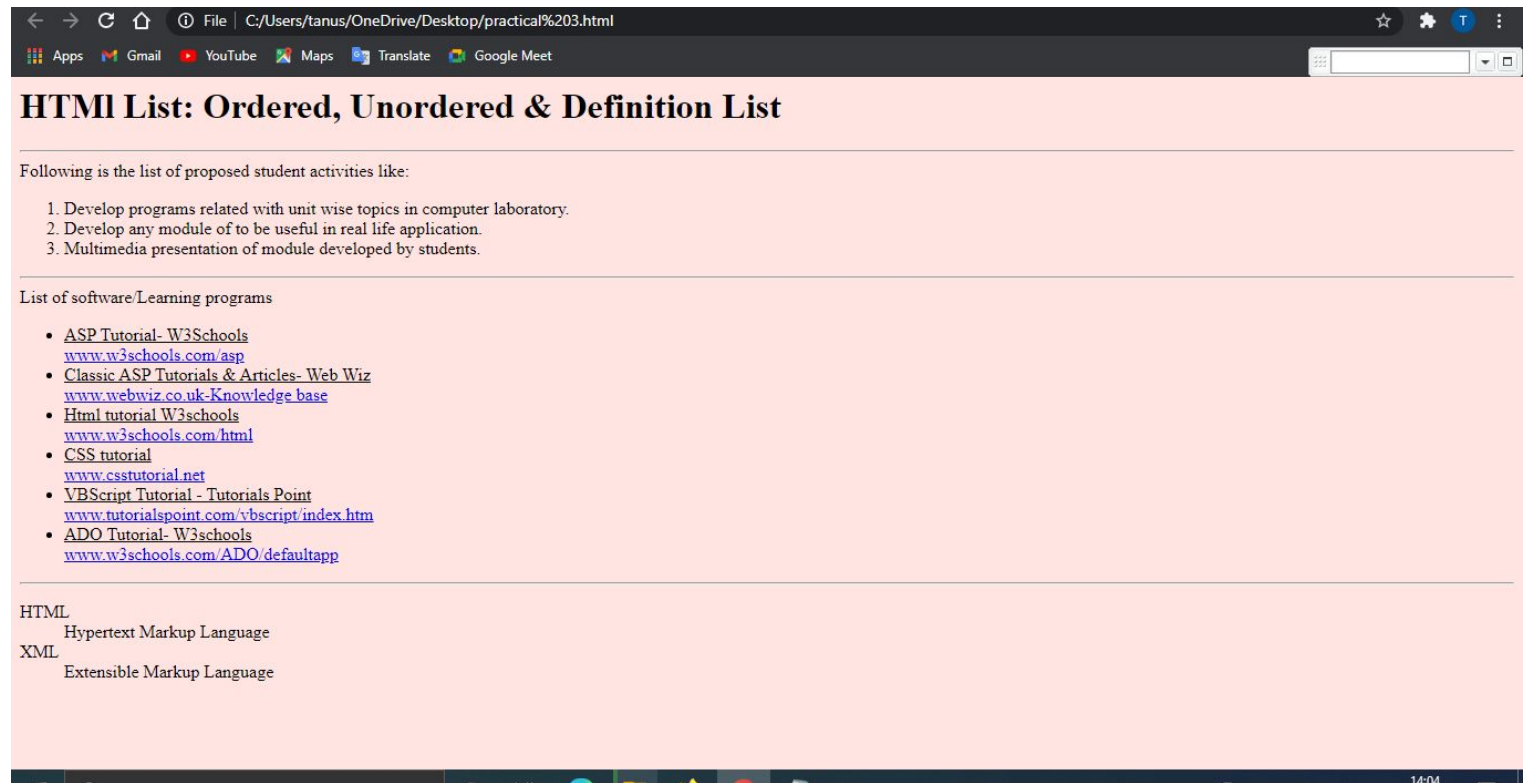 File | C:/Users/tanus/OneDrive/Desktop/practical%203.html
T
Apps Gmail YouTube Maps Translate Google Meet
HTMl List: Ordered, Unordered & Definition List
Following is the list of proposed student activities like:
1. Develop programs related with unit wise topics in computer laboratory.
2. Develop any module of to be useful in real life application.
3. Multimedia presentation of module developed by students.
List of software/Learning programs
• ASP Tutorial- W3Schools
www.w3schools.com/asp
• Classic ASP Tutorials & Articles- Web Wiz
www.webwiz.co.uk-Knowledge base
• Html tutorial W3schools
www.w3schools.com/html
• CSS tutorial
www.csstutorial.net
• VBScript Tutorial - Tutorials Point
www.tutorialspoint.com/vbscript/index.htm
• ADO Tutorial- W3schools
www.w3schools.com/ADO/defaultapp
HTML
Hypertext Markup Language
XML
Extensible Markup Language
14:04